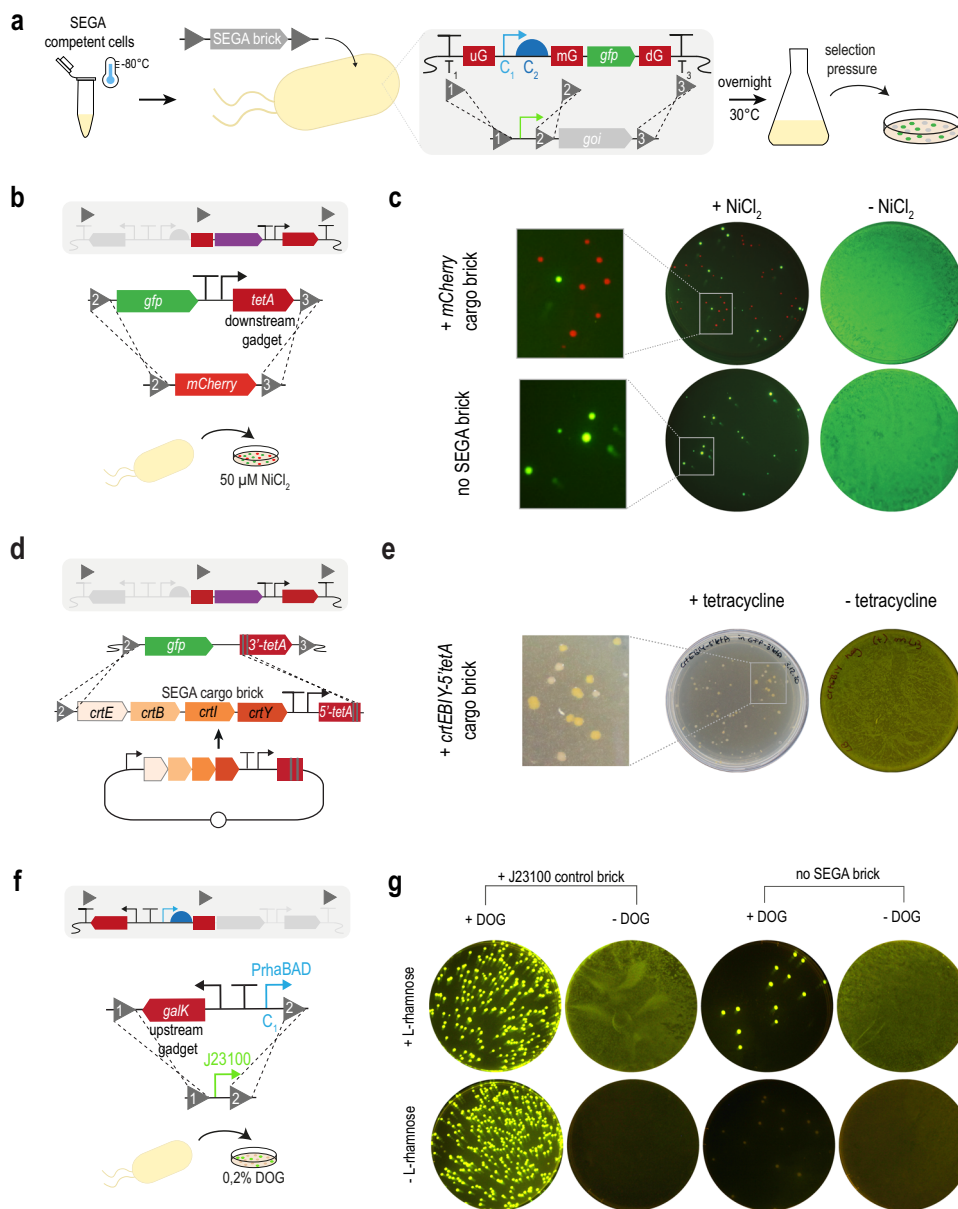 a
SEGA
competent cells
-80°C
SEGA brick
uG
mG
gfp
dG
T1
C1
C2
T3
1
2
3
1
2
goi
3
overnight
30°C
selection
pressure
b
2
gfp
tetA
3
downstream
gadget
2
mCherry
3
50 µM NiCl2
c
+ NiCl2
- NiCl2
+ mCherry
cargo brick
no SEGA brick
d
2
gfp
3'-tetA
3
SEGA cargo brick
2
crtE
crtB
crtI
crtY
5'-tetA
e
+ tetracycline
- tetracycline
+ crtEBIY-5'tetA
cargo brick
f
PrhaBAD
1
galK
2
upstream
gadget
C1
J23100
1
2
0,2% DOG
g
+ J23100 control brick
no SEGA brick
+ DOG
- DOG
+ DOG
- DOG
+ L-rhamnose
- L-rhamnose